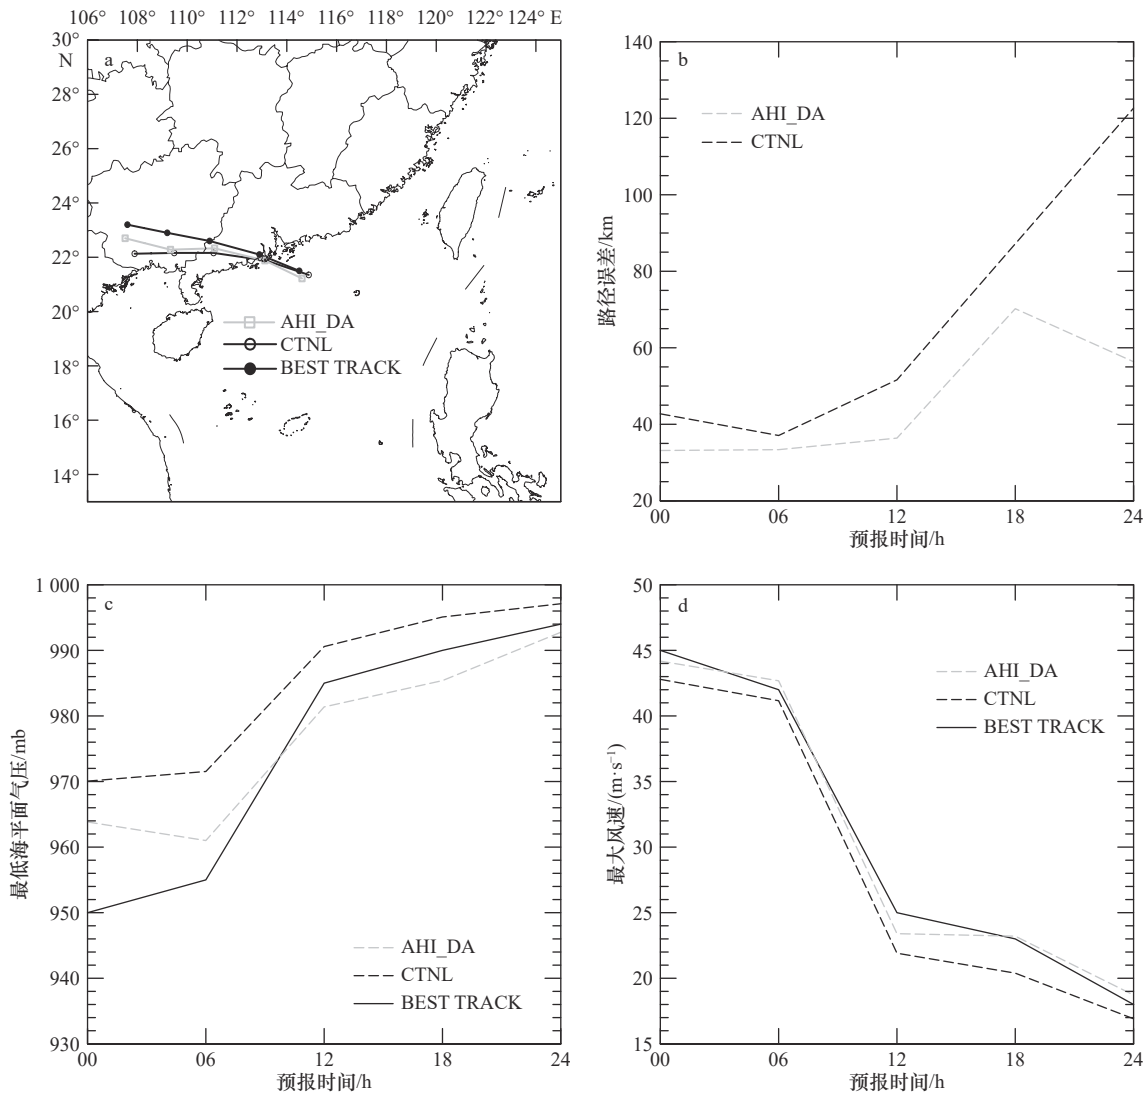 106° 108° 110° 112° 114° 116° 118° 120° 122° 124° E
30°
N
a
28°
26°
24°
22°
20°
18°
16°
14°
AHI_DA
CTNL
BEST TRACK
140
120
100
80
60
40
20
b
AHI_DA
CTNL
路径误差/km
00 06 12 18 24
预报时间/h
1 000
990
980
970
960
950
940
930
c
最低海平面气压/mb
AHI_DA
CTNL
BEST TRACK
00 06 12 18 24
预报时间/h
50
45
40
35
30
25
20
15
d
最大风速/(m·s⁻¹)
AHI_DA
CTNL
BEST TRACK
00 06 12 18 24
预报时间/h